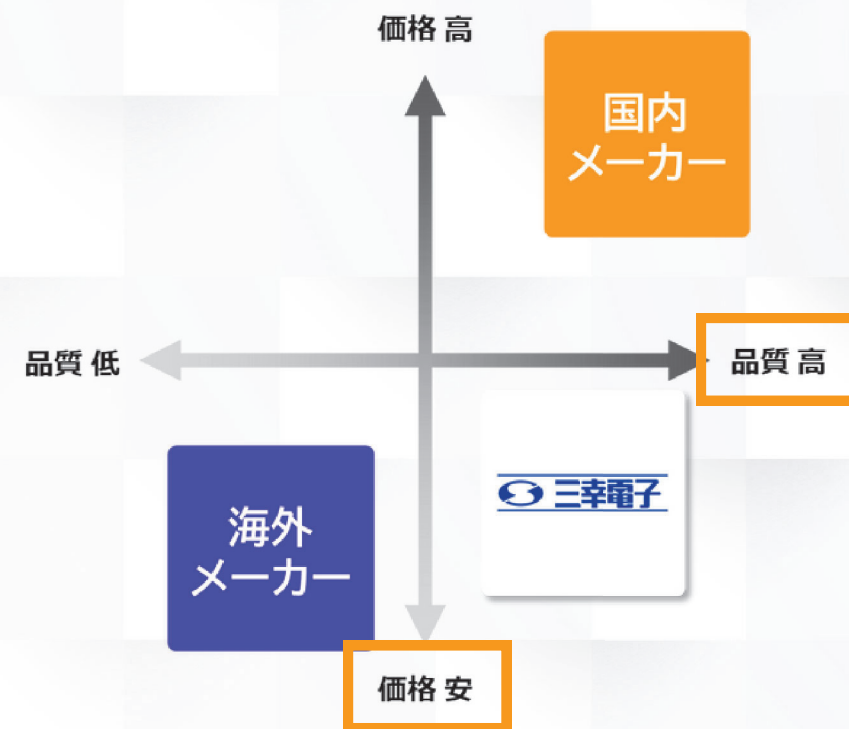 価格 高
国内
メーカー
品質 低
品質 高
三幸電子
海外
メーカー
価格 安